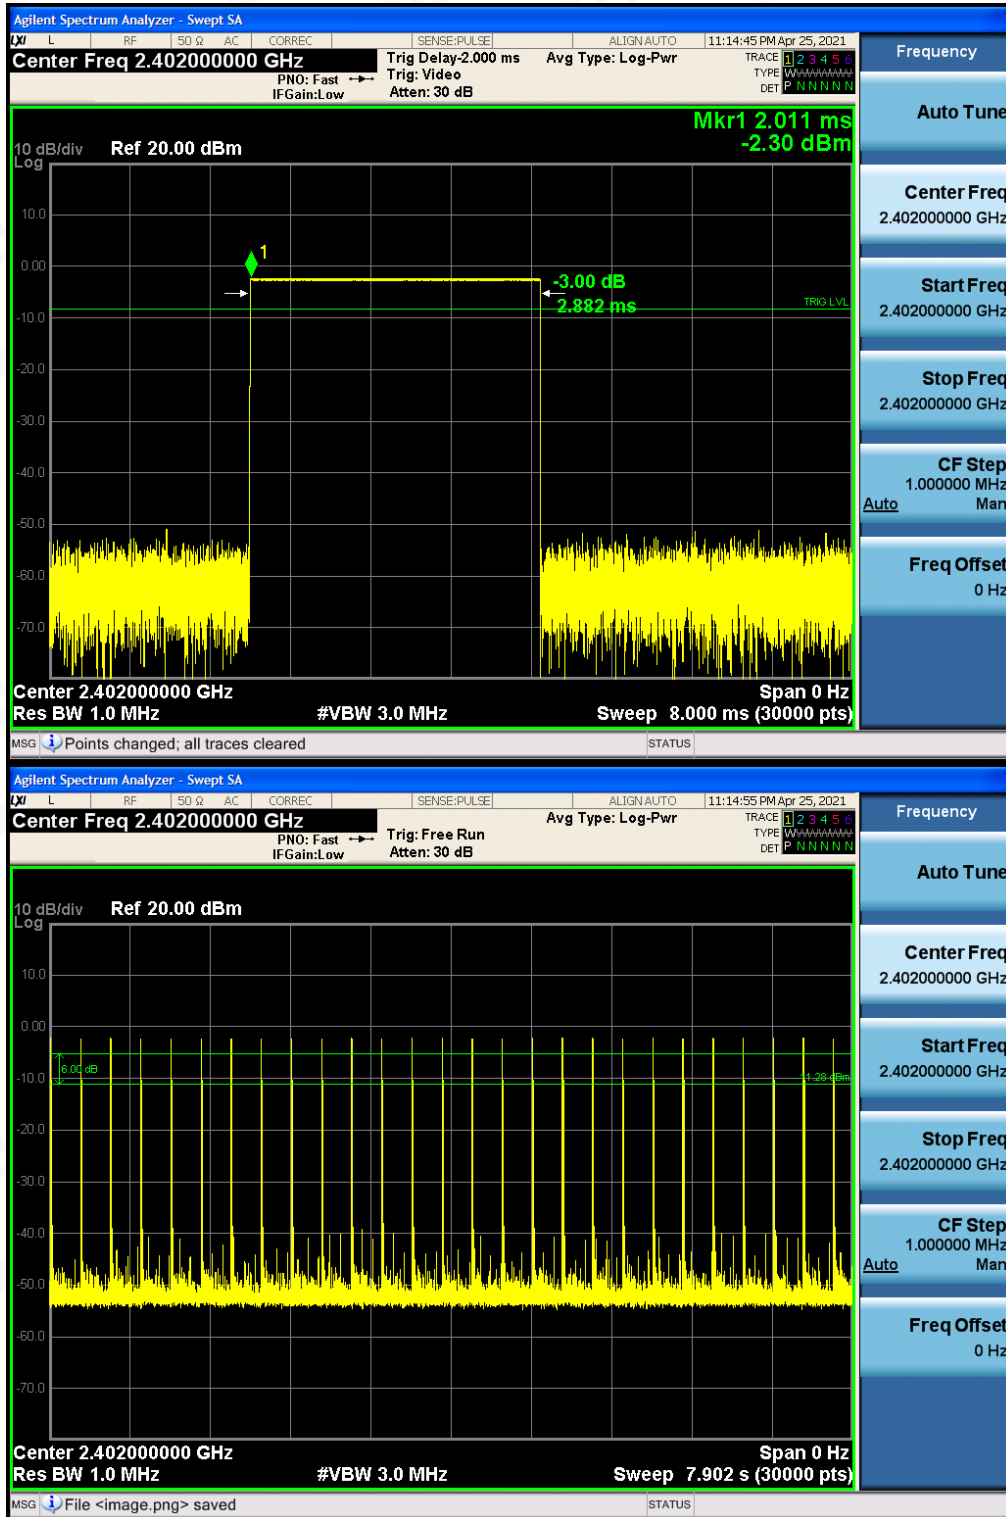 Agilent Spectrum Analyzer - Swept SA
LXI L RF 50 Ω AC CORREC SENSE:PULSE ALIGN AUTO 11:14:45 PM Apr 25, 2021
Center Freq 2.402000000 GHz
PNO: Fast
IFGain:Low
Trig Delay-2.000 ms
Trig: Video
Atten: 30 dB
Avg Type: Log-Pwr
TRACE 1 2 3 4 5 6
TYPE W
DET P N N N N N
Mkr1 2.011 ms
-2.30 dBm
10 dB/div Ref 20.00 dBm
Log
10.0
0.00
-10.0
-20.0
-30.0
-40.0
-50.0
-60.0
-70.0
1
-3.00 dB
2.882 ms
TRIG LVL
Center 2.402000000 GHz Span 0 Hz
Res BW 1.0 MHz #VBW 3.0 MHz Sweep 8.000 ms (30000 pts)
MSG Points changed; all traces cleared STATUS
Frequency
Auto Tune
Center Freq
2.402000000 GHz
Start Freq
2.402000000 GHz
Stop Freq
2.402000000 GHz
CF Step
1.000000 MHz
Auto Man
Freq Offset
0 Hz
Agilent Spectrum Analyzer - Swept SA
LXI L RF 50 Ω AC CORREC SENSE:PULSE ALIGN AUTO 11:14:55 PM Apr 25, 2021
Center Freq 2.402000000 GHz
PNO: Fast
IFGain:Low
Trig: Free Run
Atten: 30 dB
Avg Type: Log-Pwr
TRACE 1 2 3 4 5 6
TYPE W
DET P N N N N N
10 dB/div Ref 20.00 dBm
Log
10.0
0.00
-10.0
-20.0
-30.0
-40.0
-50.0
-60.0
-70.0
6.00 dB
-11.28 dBm
Center 2.402000000 GHz Span 0 Hz
Res BW 1.0 MHz #VBW 3.0 MHz Sweep 7.902 s (30000 pts)
MSG File <image.png> saved STATUS
Frequency
Auto Tune
Center Freq
2.402000000 GHz
Start Freq
2.402000000 GHz
Stop Freq
2.402000000 GHz
CF Step
1.000000 MHz
Auto Man
Freq Offset
0 Hz